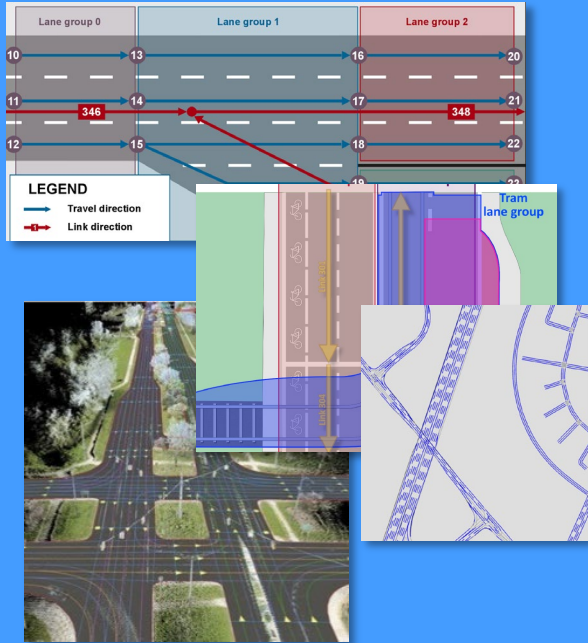 Lane group 0
Lane group 1
Lane group 2
10
13
16
20
11
14
17
21
346
348
12
15
18
22
LEGEND
Travel direction
1
Link direction
Tram
lane group